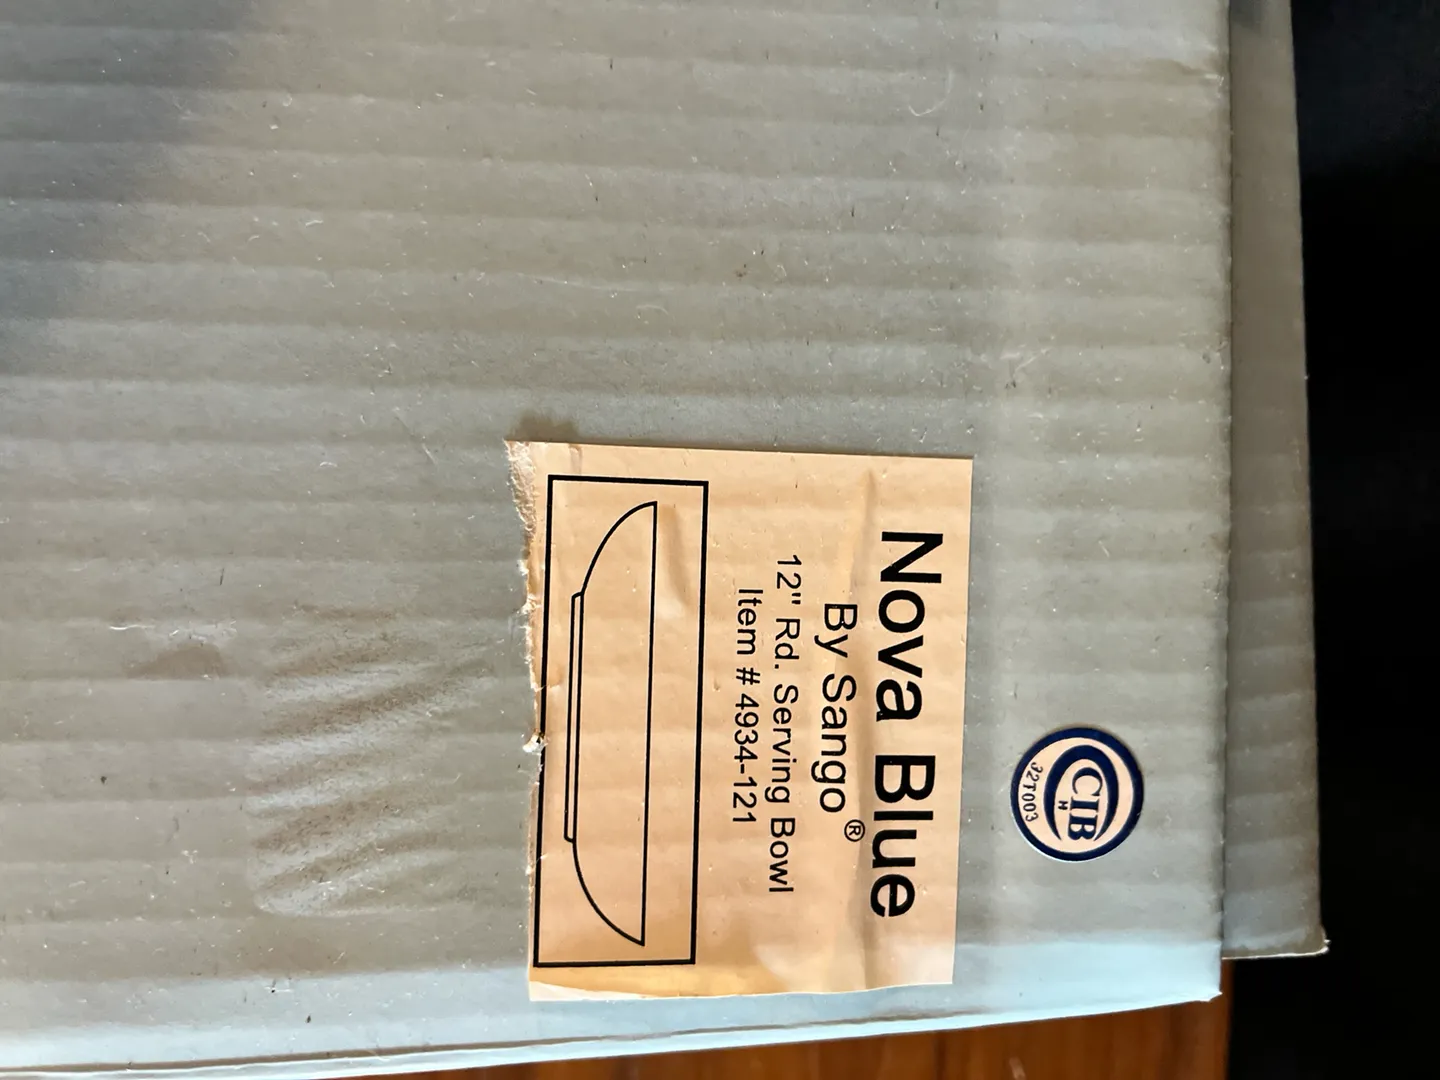 Nova Blue
By Sango®
12" Rd. Serving Bowl
Item # 4934-121
CIB
H
32T003